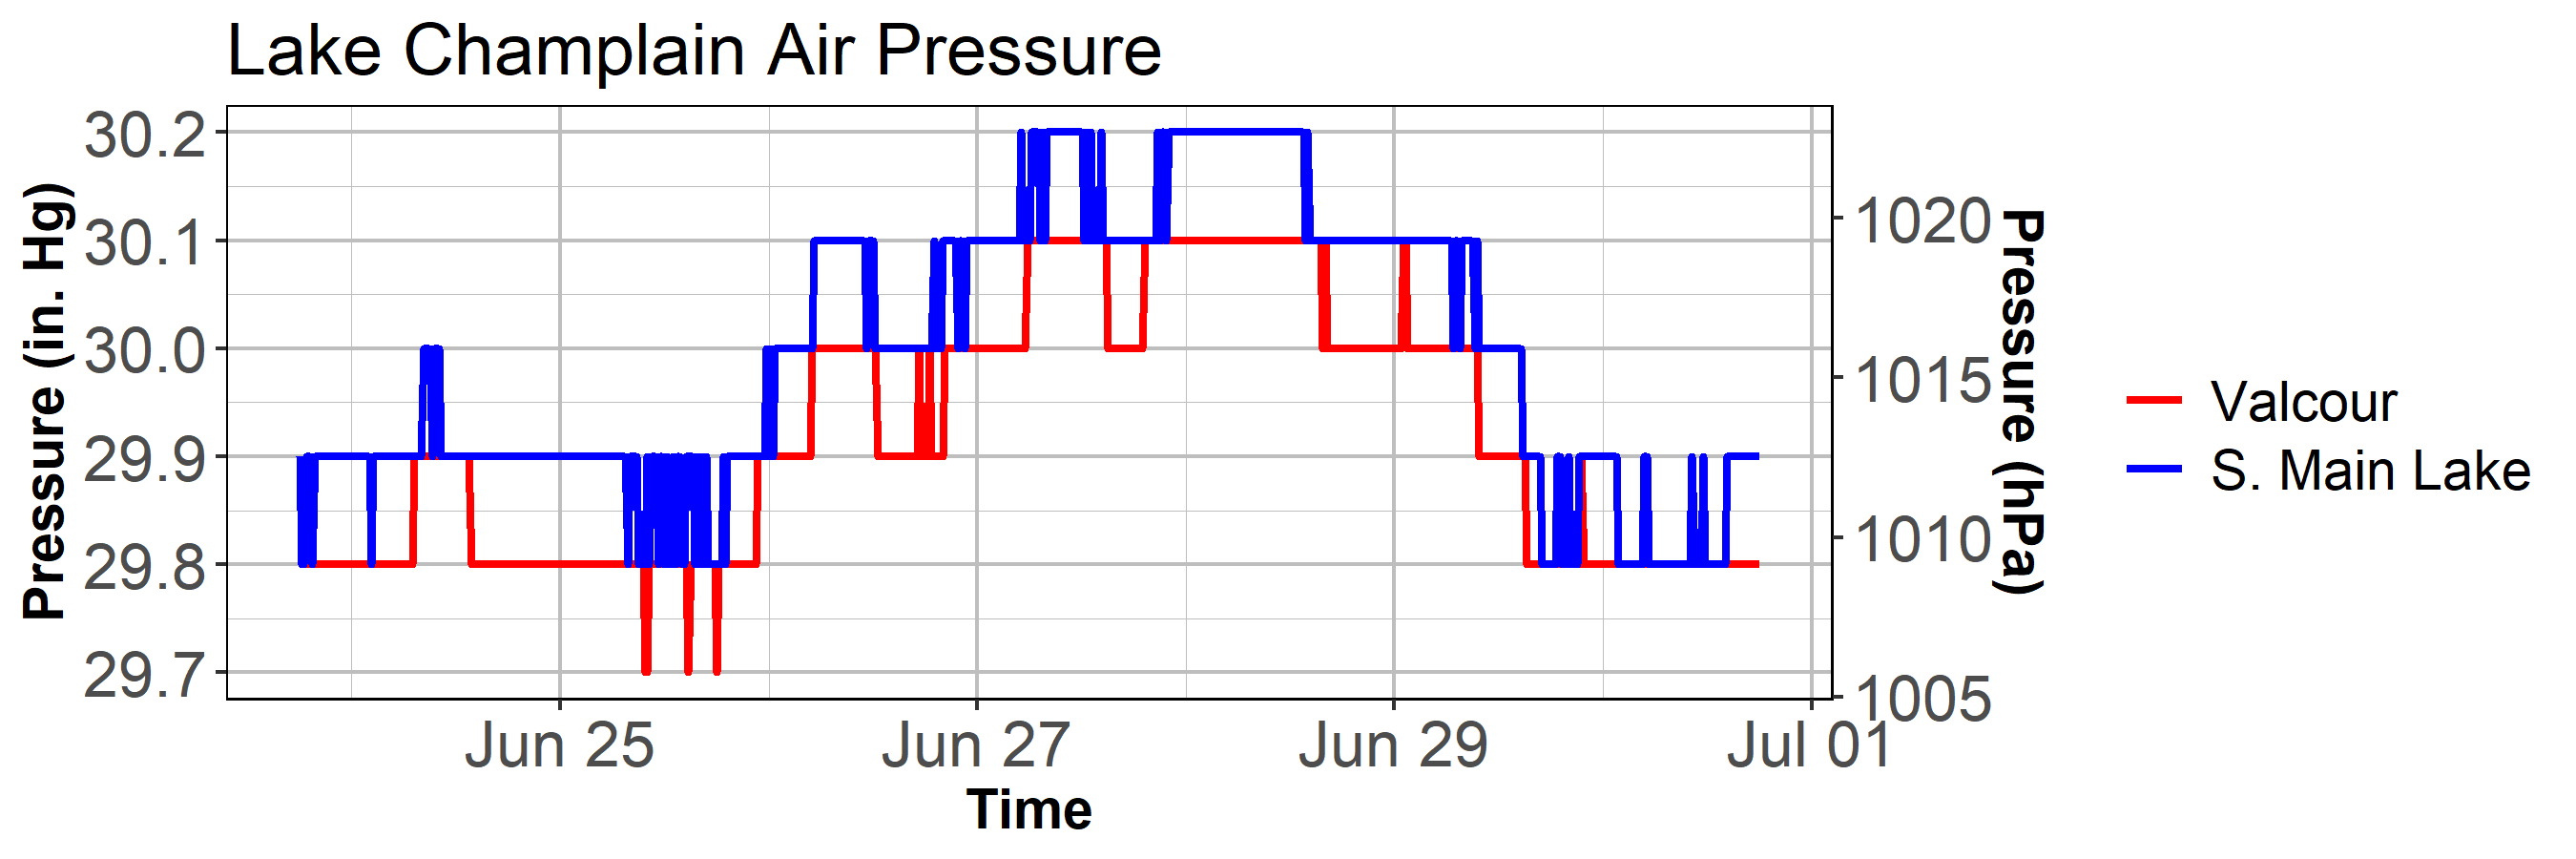 Lake Champlain Air Pressure
Pressure (in. Hg)
30.2
30.1
30.0
29.9
29.8
29.7
1020
1015
1010
1005
Pressure (hPa)
Jun 25
Jun 27
Jun 29
Jul 01
Time
Valcour
S. Main Lake